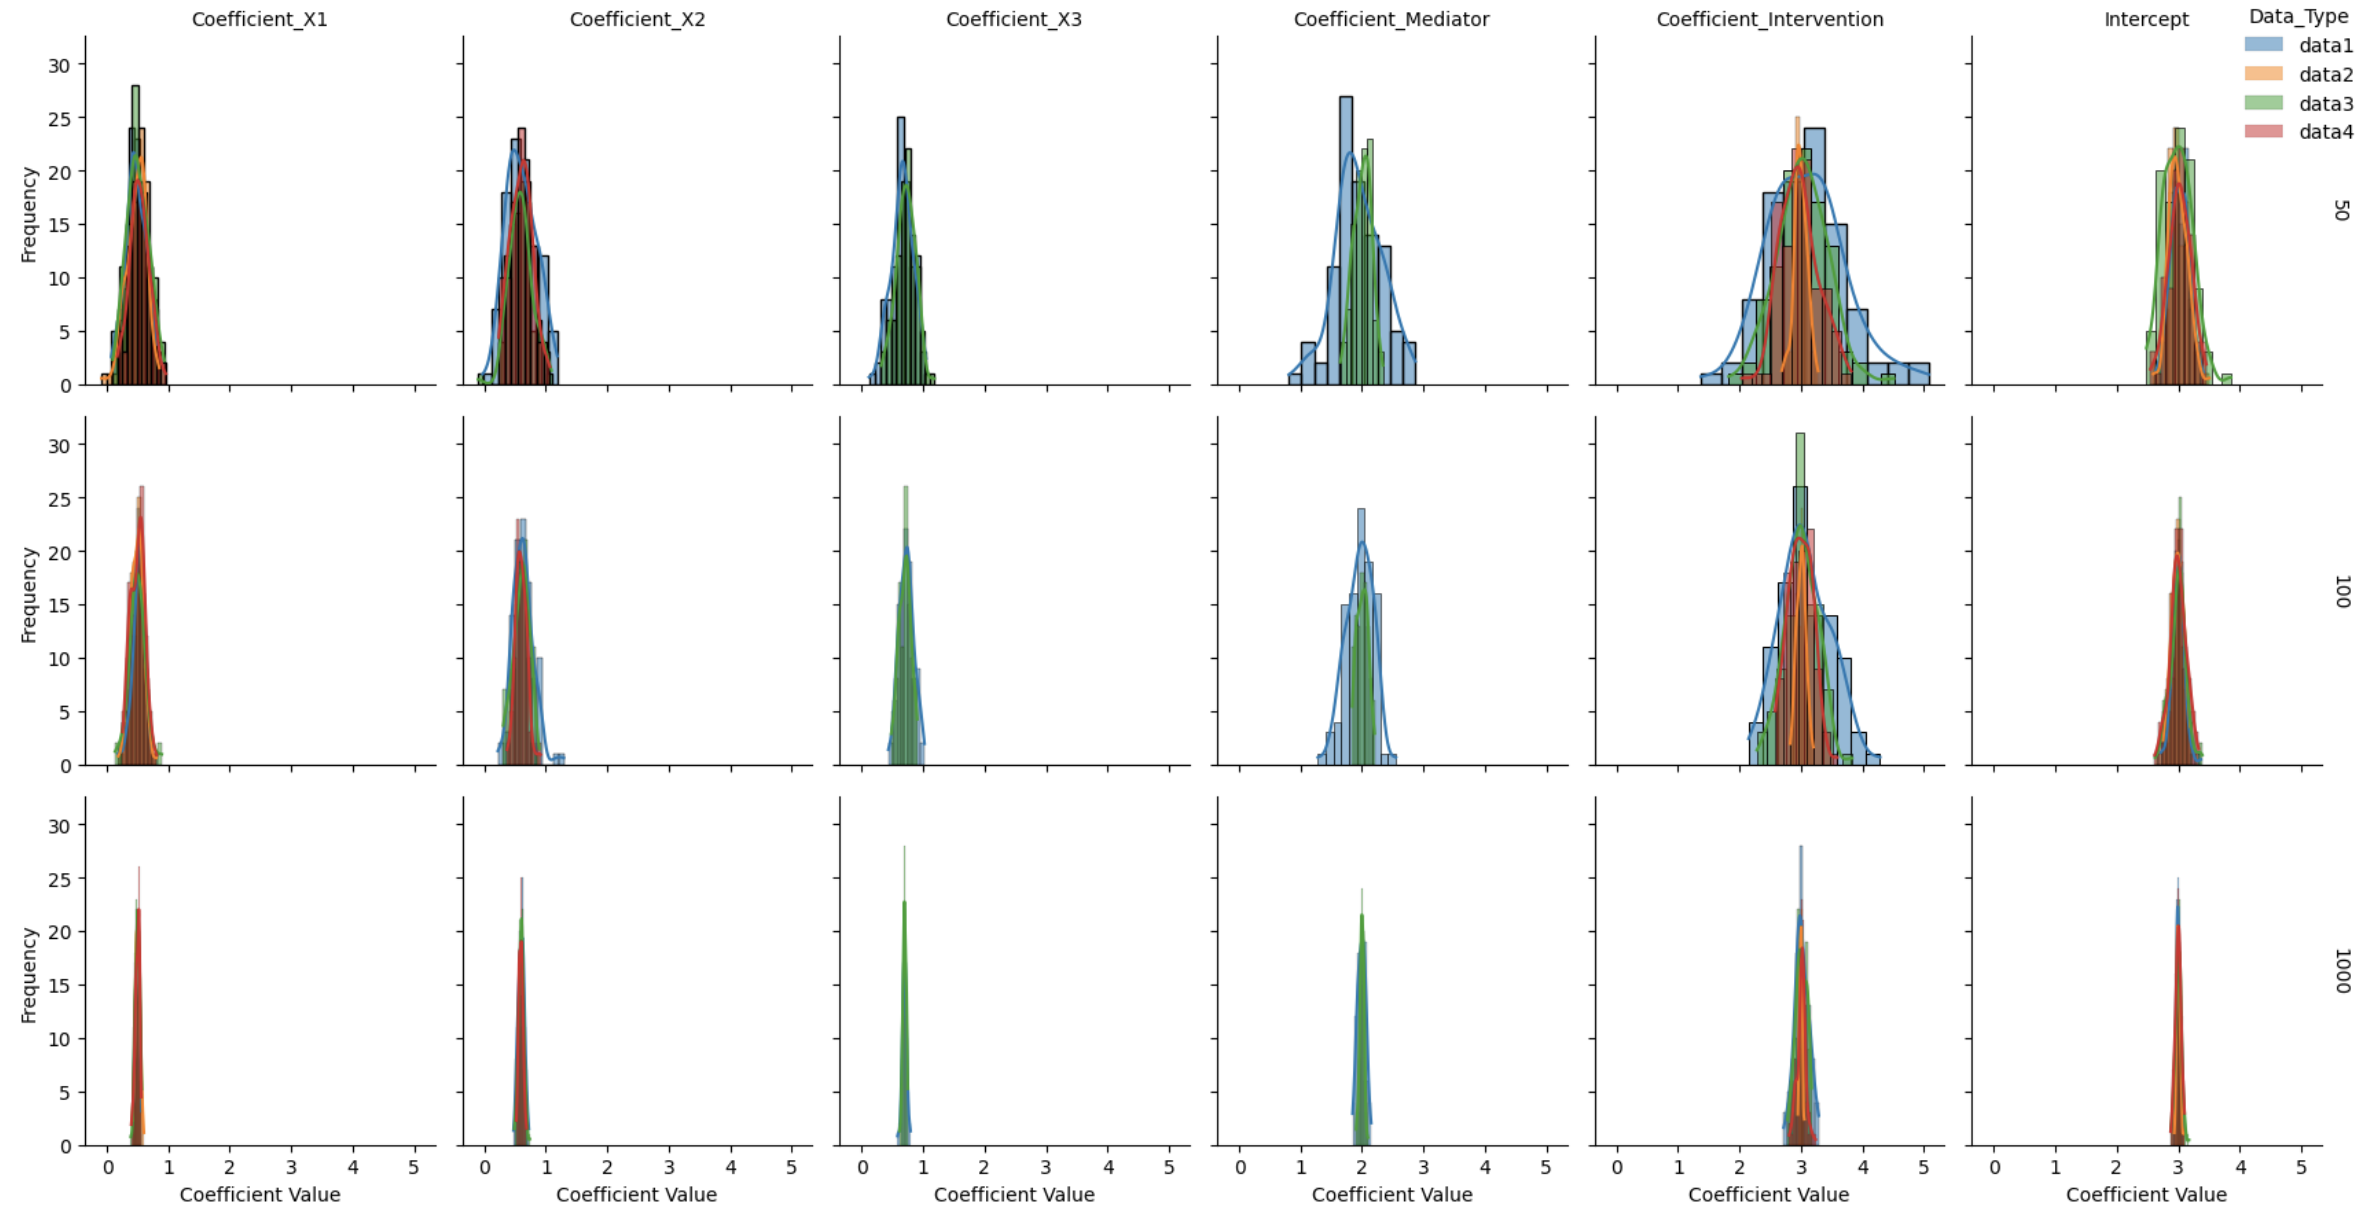 Coefficient_X1 Coefficient_X2 Coefficient_X3 Coefficient_Mediator Coefficient_Intervention Intercept
Data_Type
data1
data2
data3
data4
30
25
20
15
10
5
0
Frequency
50
30
25
20
15
10
5
0
Frequency
100
30
25
20
15
10
5
0
Frequency
1000
0 1 2 3 4 5 0 1 2 3 4 5 0 1 2 3 4 5 0 1 2 3 4 5 0 1 2 3 4 5 0 1 2 3 4 5
Coefficient Value Coefficient Value Coefficient Value Coefficient Value Coefficient Value Coefficient Value